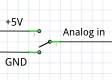 +5V
Analog in
GND